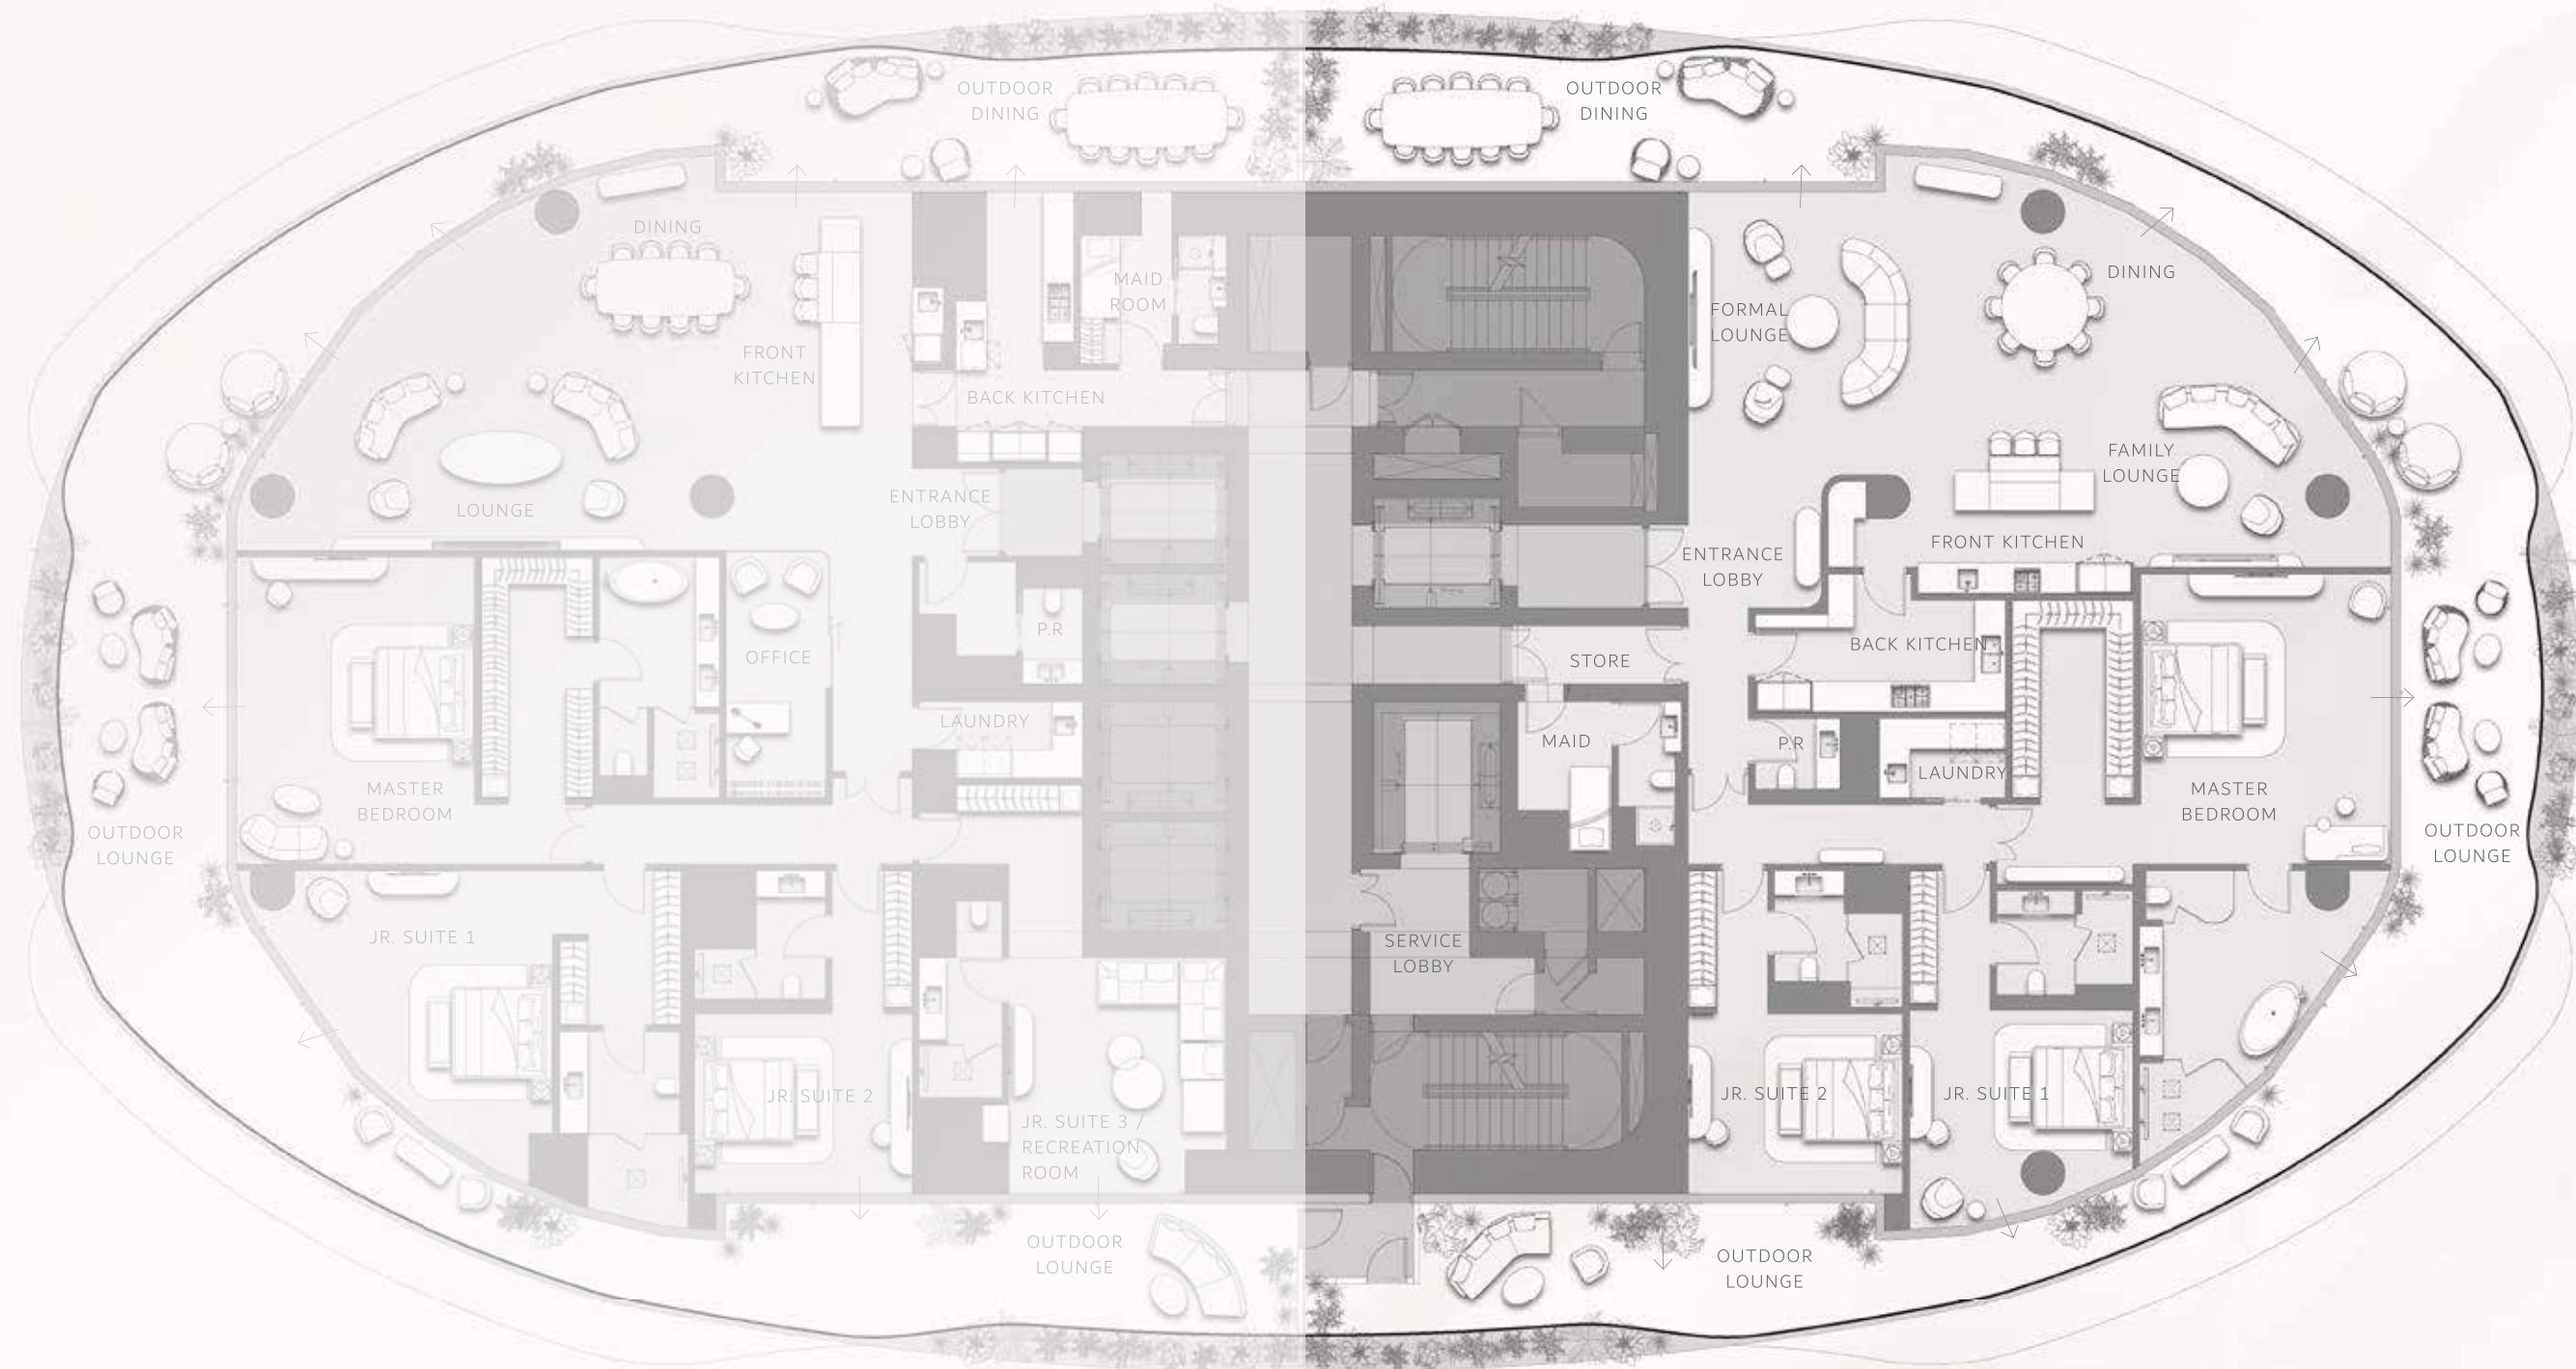 OUTDOOR
DINING
DINING
FRONT
KITCHEN
MAID
ROOM
BACK KITCHEN
LOUNGE
ENTRANCE
LOBBY
P.R
OFFICE
LAUNDRY
MASTER
BEDROOM
OUTDOOR
LOUNGE
JR. SUITE 1
JR. SUITE 2
JR. SUITE 3 /
RECREATION
ROOM
OUTDOOR
LOUNGE
OUTDOOR
DINING
DINING
FORMAL
LOUNGE
FAMILY
LOUNGE
FRONT KITCHEN
ENTRANCE
LOBBY
BACK KITCHEN
STORE
MAID
P.R
LAUNDRY
MASTER
BEDROOM
OUTDOOR
LOUNGE
SERVICE
LOBBY
JR. SUITE 2
JR. SUITE 1
OUTDOOR
LOUNGE